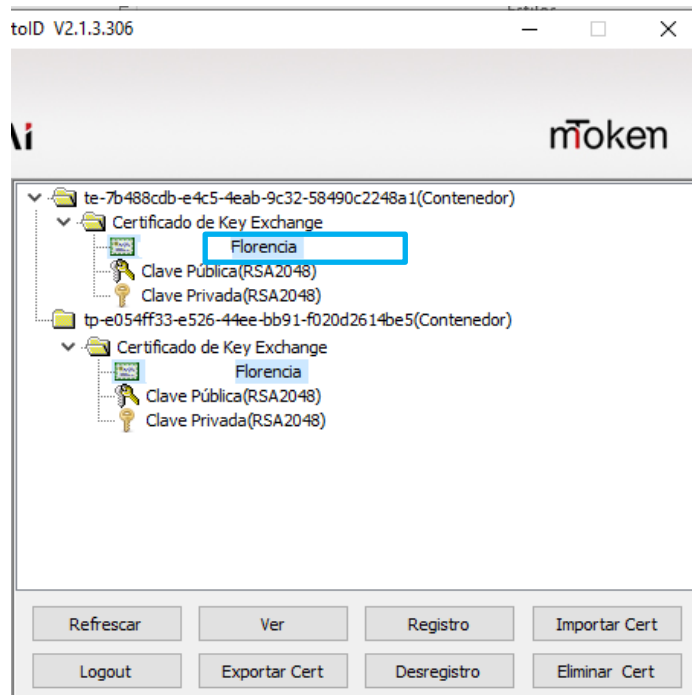 toID V2.1.3.306
mToken
te-7b488cdb-e4c5-4eab-9c32-58490c2248a1(Contenedor)
Certificado de Key Exchange
Florencia
Clave Pública(RSA2048)
Clave Privada(RSA2048)
tp-e054ff33-e526-44ee-bb91-f020d2614be5(Contenedor)
Certificado de Key Exchange
Florencia
Clave Pública(RSA2048)
Clave Privada(RSA2048)
Refrescar Ver Registro Importar Cert
Logout Exportar Cert Desregistro Eliminar Cert